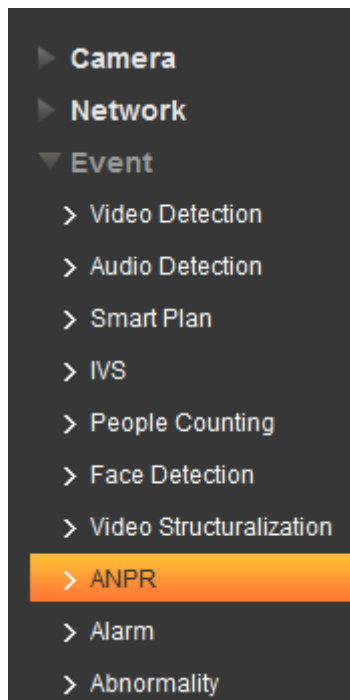 Camera
Network
Event
Video Detection
Audio Detection
Smart Plan
IVS
People Counting
Face Detection
Video Structuralization
ANPR
Alarm
Abnormality